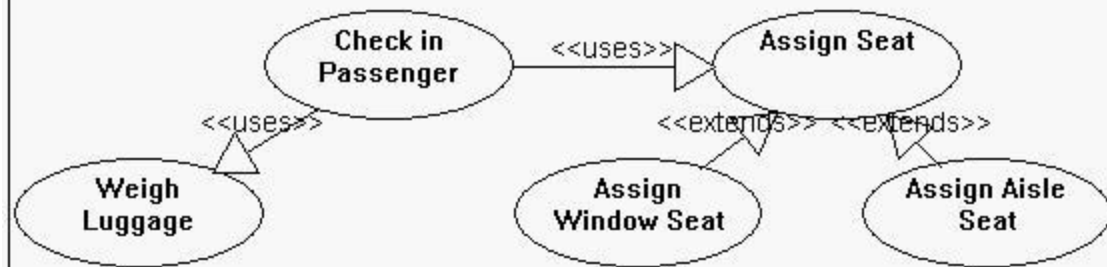 Check in
Passenger
<<uses>>
Assign Seat
<<uses>>
<<extends>>
<<extends>>
Weigh
Luggage
Assign
Window Seat
Assign Aisle
Seat